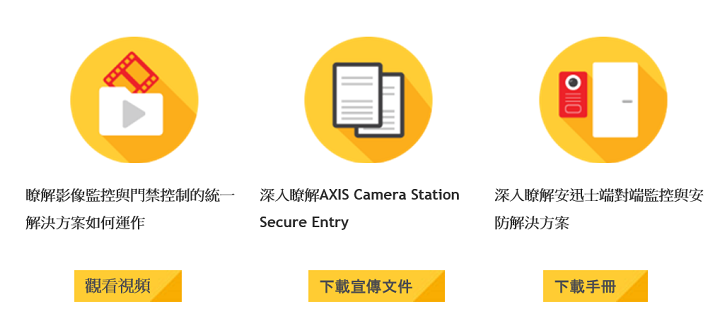 瞭解影像監控與門禁控制的統一
解決方案如何運作
觀看視頻
深入瞭解AXIS Camera Station
Secure Entry
下載宣傳文件
深入瞭解安迅士端對端監控與安
防解決方案
下載手冊